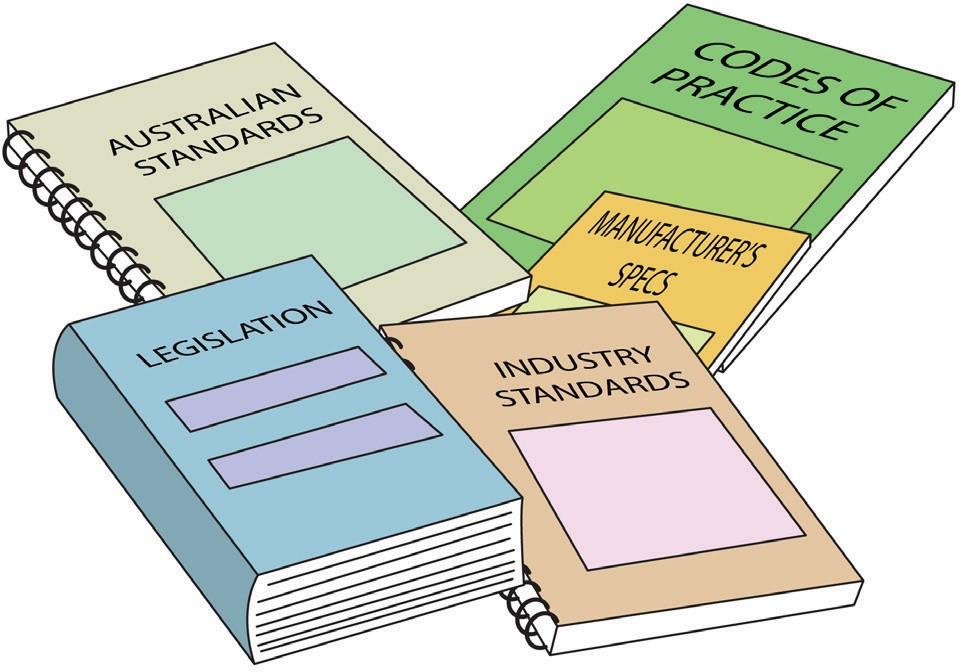 AUSTRALIAN
STANDARDS
CODES OF
PRACTICE
MANUFACTURER'S
SPECS
LEGISLATION
INDUSTRY
STANDARDS